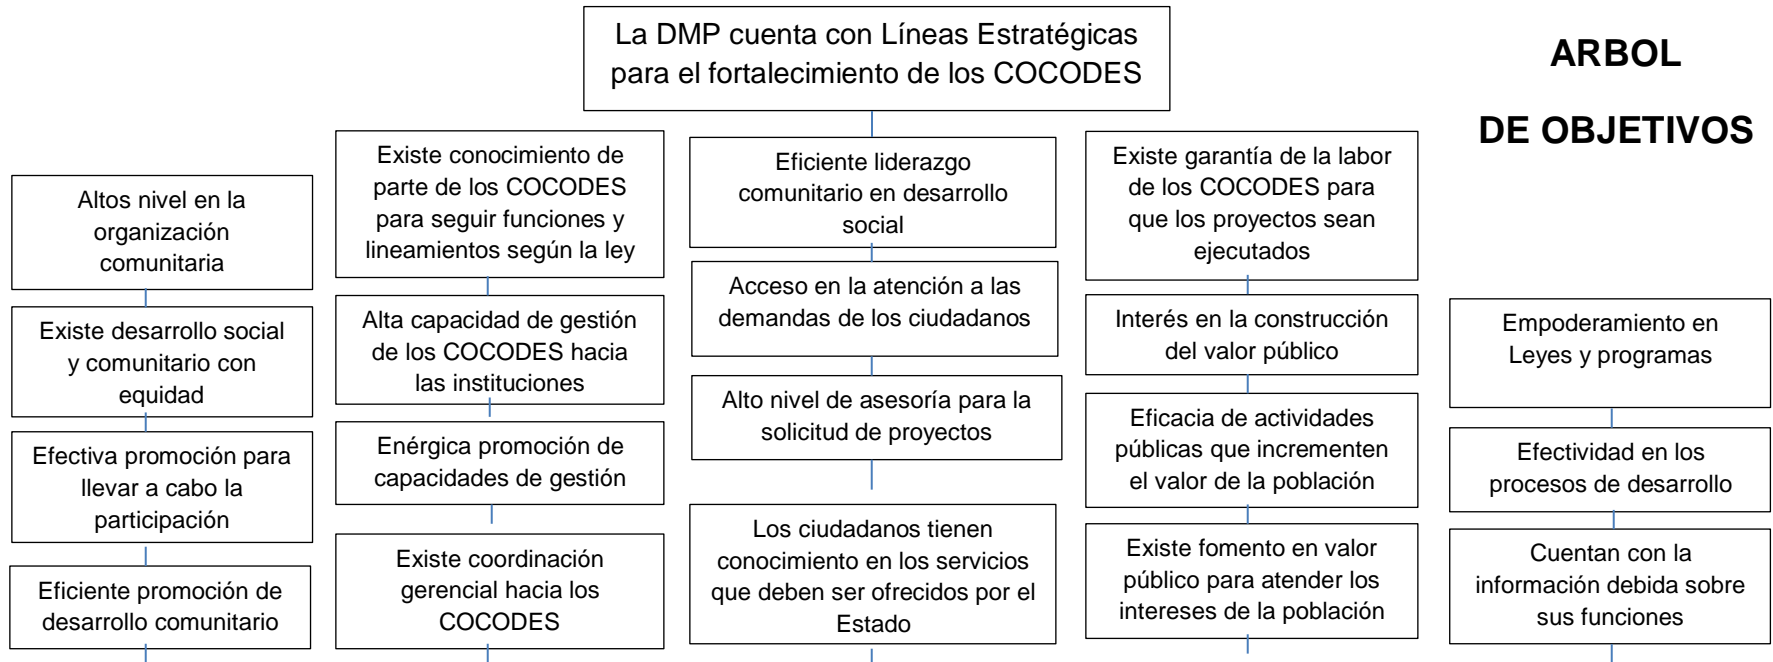 La DMP cuenta con Líneas Estratégicas
para el fortalecimiento de los COCODES
ARBOL
DE OBJETIVOS
Altos nivel en la
organización
comunitaria
Existe desarrollo social
y comunitario con
equidad
Efectiva promoción para
llevar a cabo la
participación
Eficiente promoción de
desarrollo comunitario
Existe conocimiento de
parte de los COCODES
para seguir funciones y
lineamientos según la ley
Alta capacidad de gestión
de los COCODES hacia
las instituciones
Enérgica promoción de
capacidades de gestión
Existe coordinación
gerencial hacia los
COCODES
Eficiente liderazgo
comunitario en desarrollo
social
Acceso en la atención a las
demandas de los ciudadanos
Alto nivel de asesoría para la
solicitud de proyectos
Los ciudadanos tienen
conocimiento en los servicios
que deben ser ofrecidos por el
Estado
Existe garantía de la labor
de los COCODES para
que los proyectos sean
ejecutados
Interés en la construcción
del valor público
Eficacia de actividades
públicas que incrementen
el valor de la población
Existe fomento en valor
público para atender los
intereses de la población
Empoderamiento en
Leyes y programas
Efectividad en los
procesos de desarrollo
Cuentan con la
información debida sobre
sus funciones